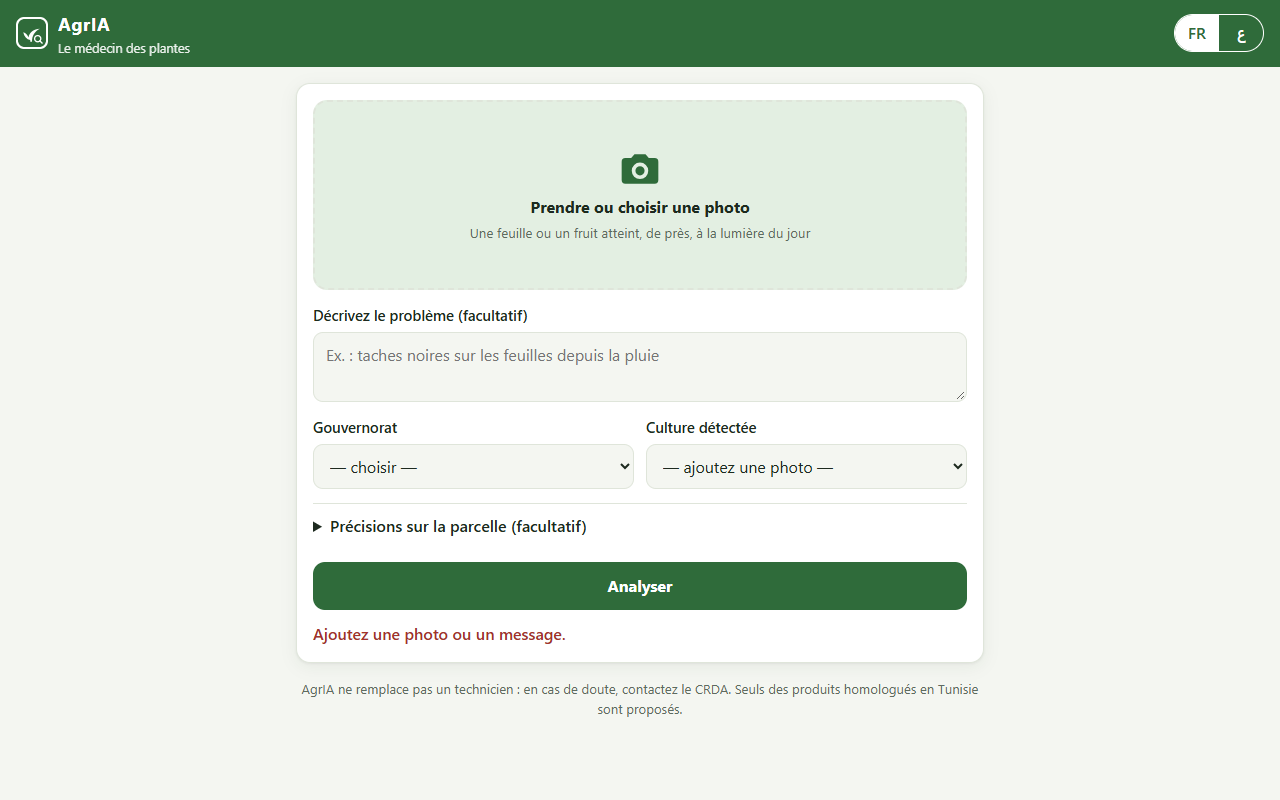 AgrIA
Le médecin des plantes
FR
ع
Prendre ou choisir une photo
Une feuille ou un fruit atteint, de près, à la lumière du jour
Décrivez le problème (facultatif)
Ex. : taches noires sur les feuilles depuis la pluie
Gouvernorat
Culture détectée
— choisir —
— ajoutez une photo —
Précisions sur la parcelle (facultatif)
Analyser
Ajoutez une photo ou un message.
AgrIA ne remplace pas un technicien : en cas de doute, contactez le CRDA. Seuls des produits homologués en Tunisie
sont proposés.